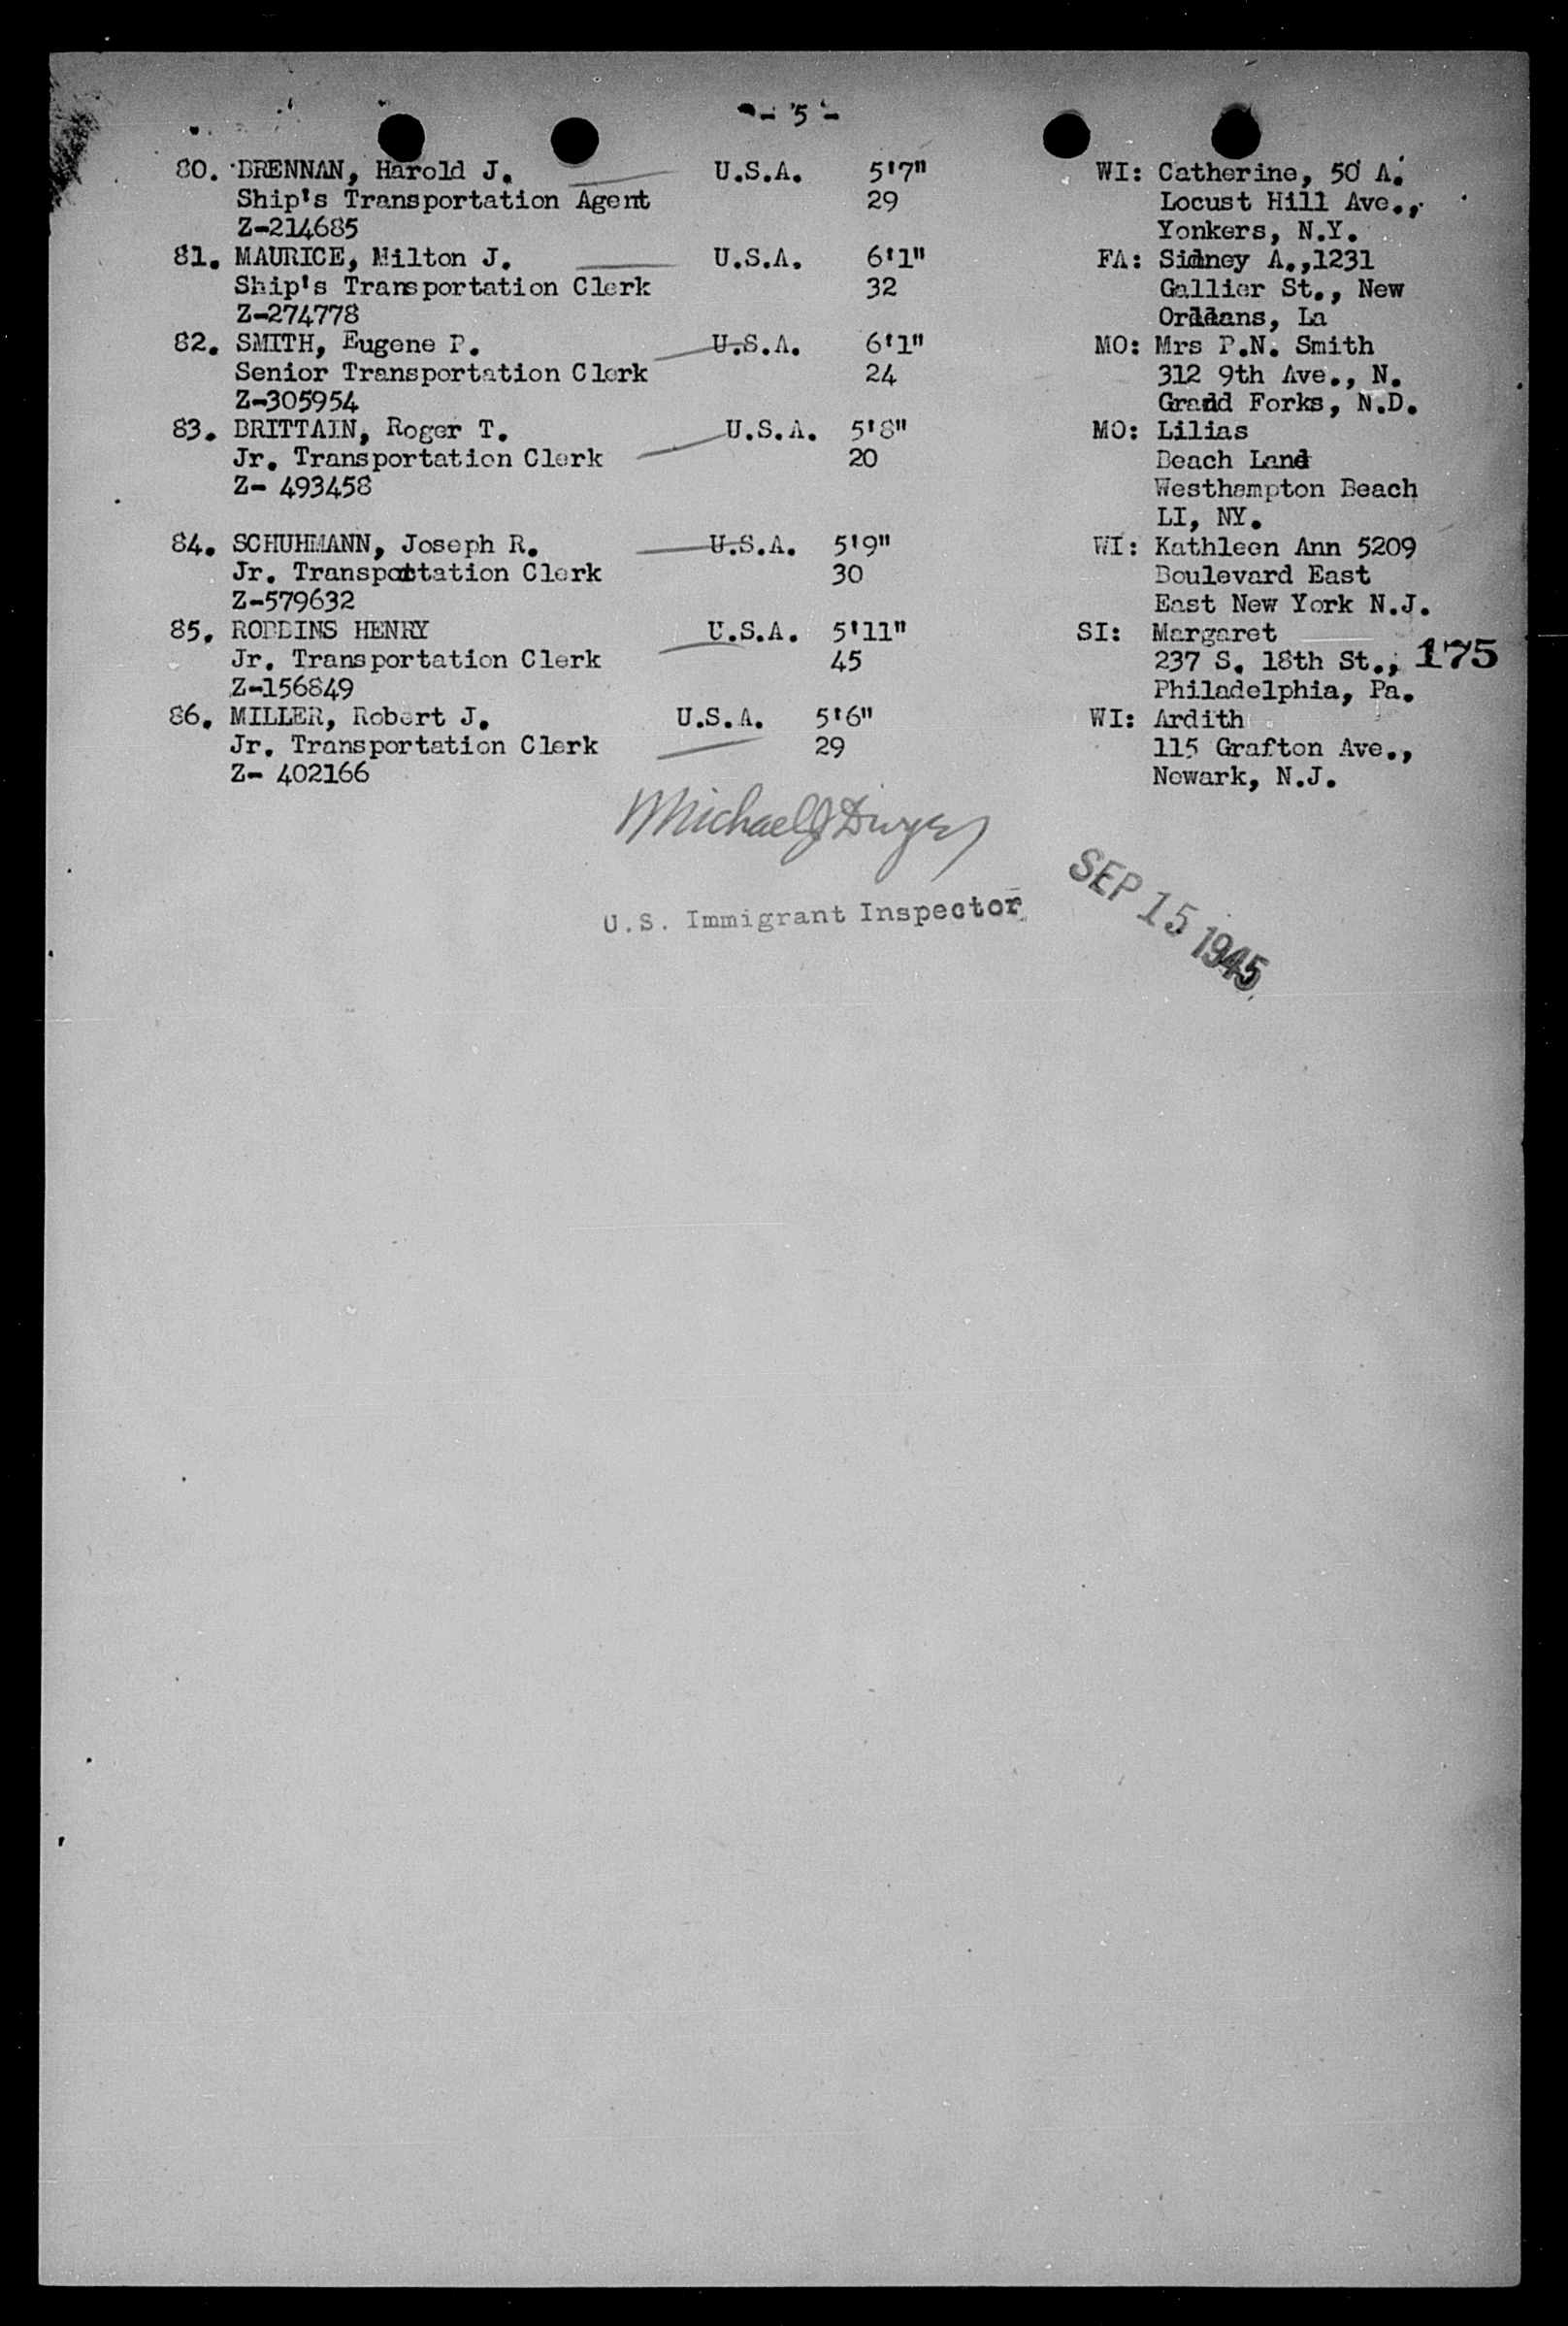 - 5 -
80. BRENNAN, Harold J. U.S.A. 5'7" WI: Catherine, 50 A.
Ship's Transportation Agent 29 Locust Hill Ave.,
Z-214685 Yonkers, N.Y.
81. MAURICE, Milton J. U.S.A. 6'1" FA: Sidney A.,1231
Ship's Transportation Clerk 32 Gallier St., New
Z-274778 Orleans, La
82. SMITH, Eugene P. U.S.A. 6'1" MO: Mrs P.N. Smith
Senior Transportation Clerk 24 312 9th Ave., N.
Z-305954 Grand Forks, N.D.
83. BRITTAIN, Roger T. U.S.A. 5'8" MO: Lilias
Jr. Transportation Clerk 20 Beach Land
Z- 493458 Westhampton Beach
LI, NY.
84. SCHUHMANN, Joseph R. U.S.A. 5'9" WI: Kathleen Ann 5209
Jr. Transportation Clerk 30 Boulevard East
Z-579632 East New York N.J.
85. ROBBINS HENRY U.S.A. 5'11" SI: Margaret
Jr. Transportation Clerk 45 237 S. 18th St., 175
Z-156849 Philadelphia, Pa.
86. MILLER, Robert J. U.S.A. 5'6" WI: Ardith
Jr. Transportation Clerk 29 115 Grafton Ave.,
Z- 402166 Newark, N.J.
Michael J Dwyer
U.S. Immigrant Inspector
SEP 15 1945